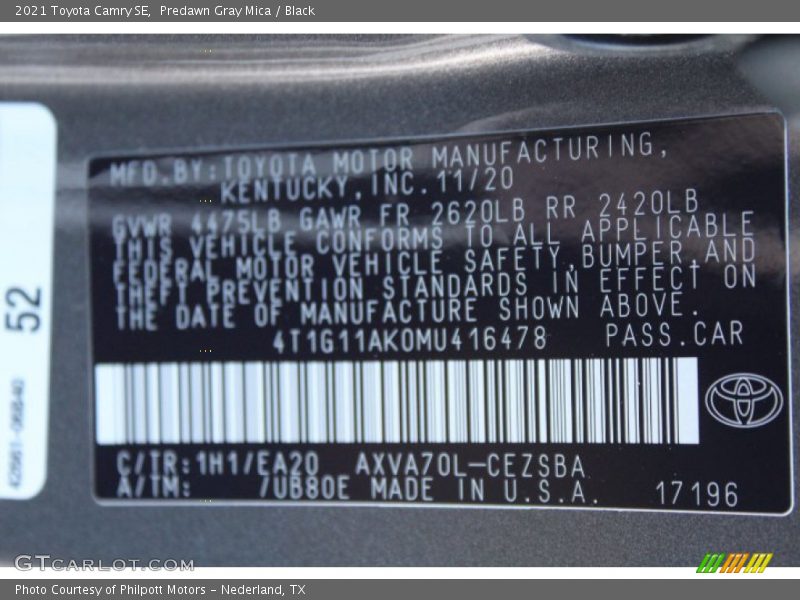 2021 Toyota Camry SE, Predawn Gray Mica / Black
MFD.BY:TOYOTA MOTOR MANUFACTURING,
KENTUCKY,INC.11/20
GVWR 4475LB GAWR FR 2620LB RR 2420LB
THIS VEHICLE CONFORMS TO ALL APPLICABLE
FEDERAL MOTOR VEHICLE SAFETY,BUMPER,AND
THEFT PREVENTION STANDARDS IN EFFECT ON
THE DATE OF MANUFACTURE SHOWN ABOVE.
4T1G11AK0MU416478 PASS.CAR
C/TR:1H1/EA20 AXVA70L-CEZSBA
A/TM: /UB80E MADE IN U.S.A. 17196
52
GTCARLOT.COM
Photo Courtesy of Philpott Motors - Nederland, TX